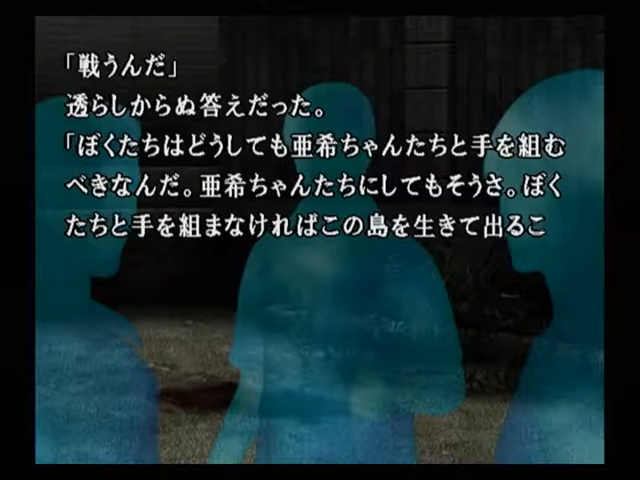 「戦うんだ」
透らしからぬ答えだった。
「ぼくたちはどうしても亜希ちゃんたちと手を組む
べきなんだ。亜希ちゃんたちにしてもそうさ。ぼく
たちと手を組まなければこの島を生きて出るこ